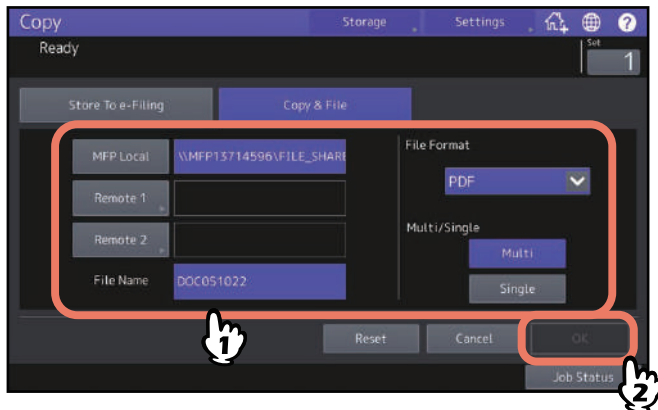 Copy
Storage
Settings
?
Ready
Set
1
Store To e-Filing
Copy & File
MFP Local
\\MFP13714596\FILE_SHARE
File Format
PDF
Remote 1
Remote 2
Multi/Single
Multi
File Name
DOC051022
Single
1
Reset
Cancel
OK
Job Status
2